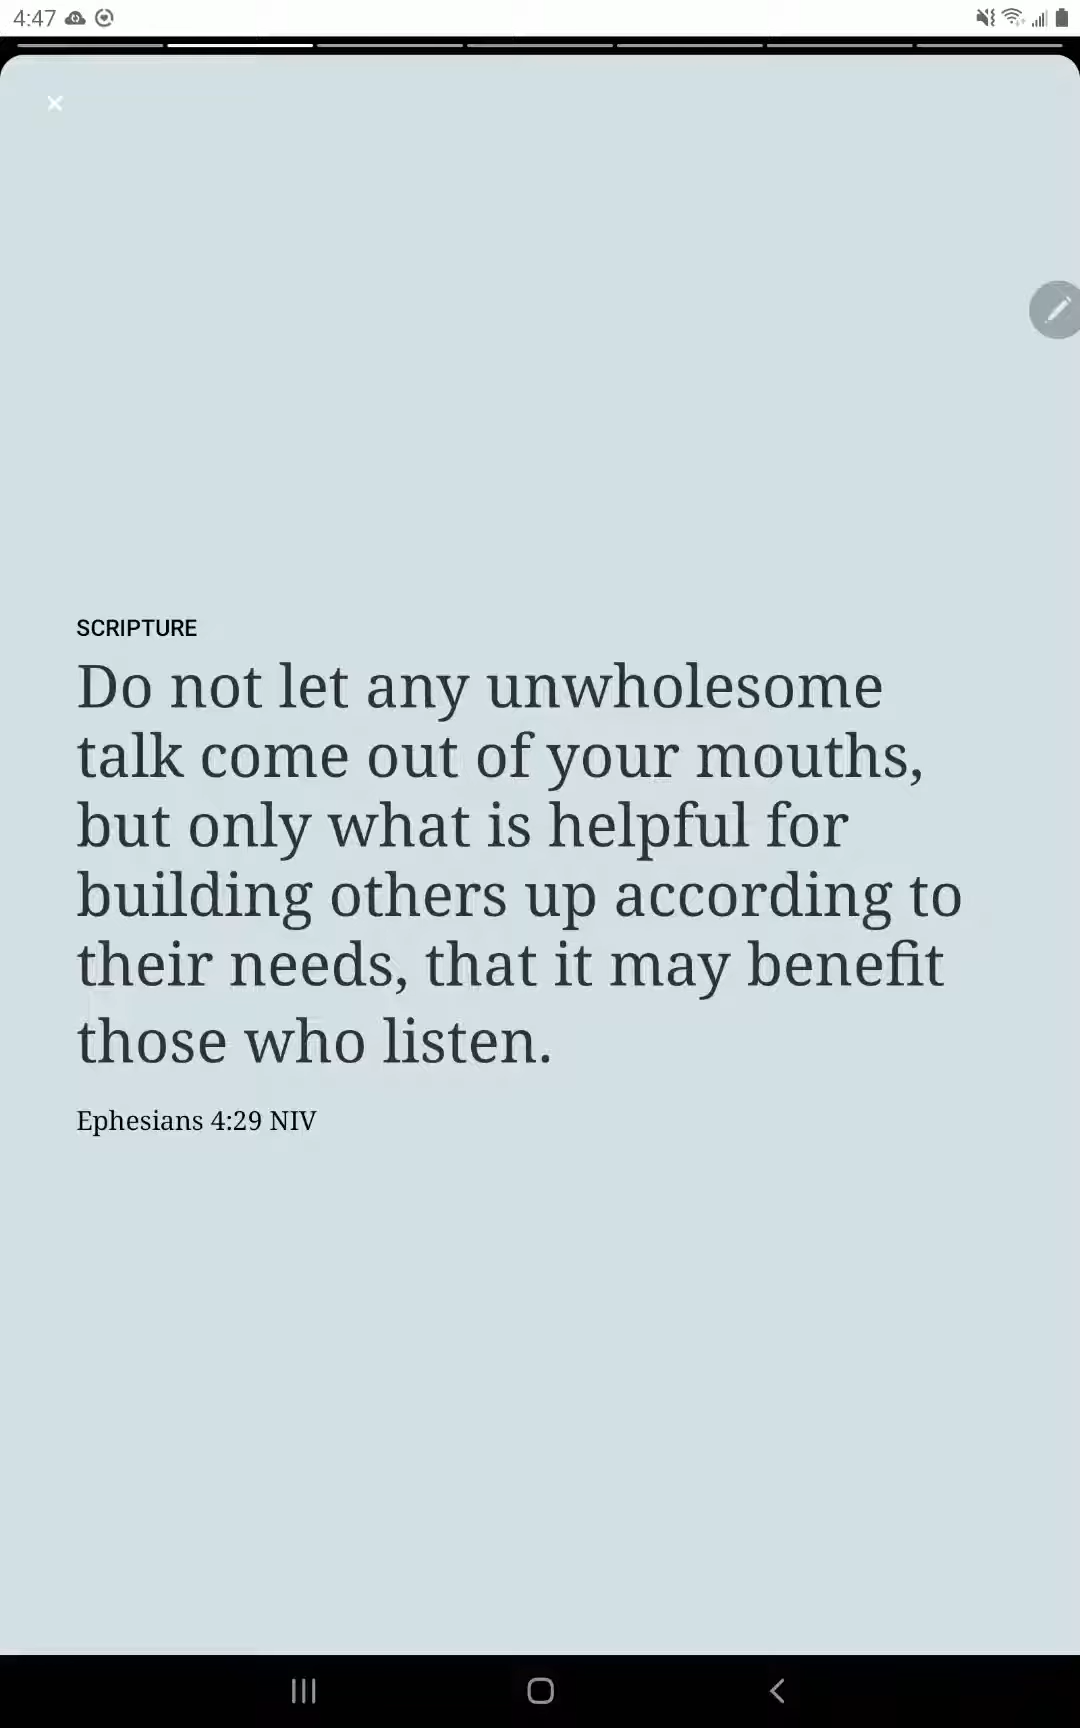 4:47
SCRIPTURE
Do not let any unwholesome
talk come out of your mouths,
but only what is helpful for
building others up according to
their needs, that it may benefit
those who listen.
Ephesians 4:29 NIV